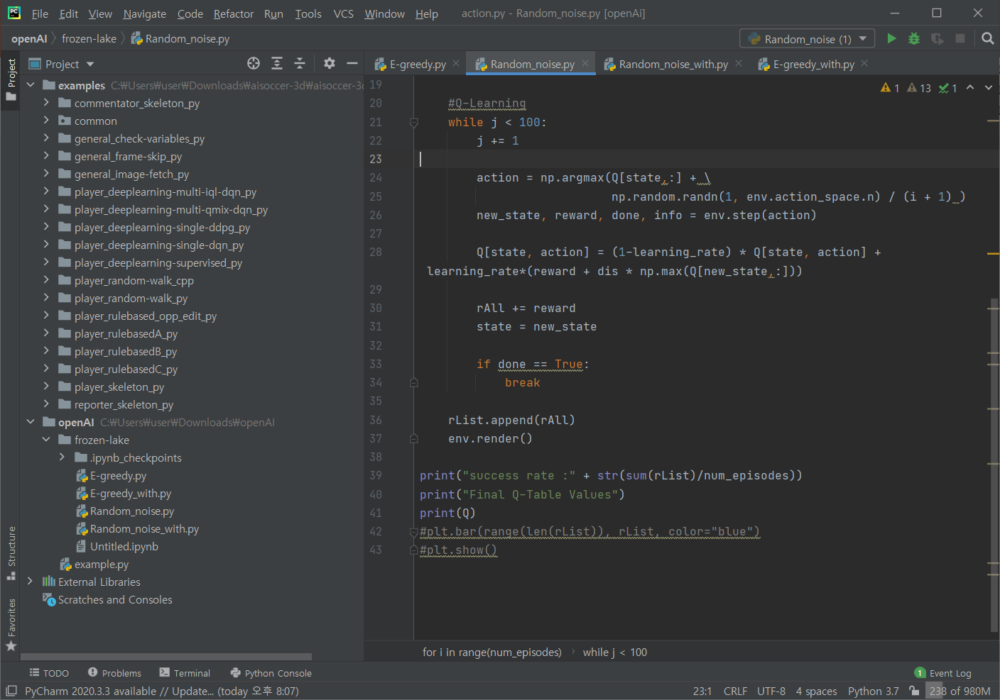 PC File Edit View Navigate Code Refactor Run Tools VCS Window Help action.py - Random_noise.py [openAi]
openAI frozen-lake Random_noise.py Random_noise (1)
Project Project E-greedy.py Random_noise.py Random_noise_with.py E-greedy_with.py
examples C:₩Users₩user₩Downloads₩aisoccer-3d₩aisoccer-3d
commentator_skeleton_py
common
general_check-variables_py
general_frame-skip_py
general_image-fetch_py
player_deeplearning-multi-iql-dqn_py
player_deeplearning-multi-qmix-dqn_py
player_deeplearning-single-ddpg_py
player_deeplearning-single-dqn_py
player_deeplearning-supervised_py
player_random-walk_cpp
player_random-walk_py
player_rulebased_opp_edit_py
player_rulebasedA_py
player_rulebasedB_py
player_rulebasedC_py
player_skeleton_py
reporter_skeleton_py
openAI C:₩Users₩user₩Downloads₩openAI
frozen-lake
.ipynb_checkpoints
E-greedy.py
E-greedy_with.py
Random_noise.py
Random_noise_with.py
Untitled.ipynb
example.py
External Libraries
Scratches and Consoles
Structure
Favorites
1 13 1
19
20 #Q-Learning
21 while j < 100:
22 j += 1
23
24 action = np.argmax(Q[state,:] + \
25 np.random.randn(1, env.action_space.n) / (i + 1) )
26 new_state, reward, done, info = env.step(action)
27
28 Q[state, action] = (1-learning_rate) * Q[state, action] +
learning_rate*(reward + dis * np.max(Q[new_state,:]))
29
30 rAll += reward
31 state = new_state
32
33 if done == True:
34 break
35
36 rList.append(rAll)
37 env.render()
38
39 print("success rate :" + str(sum(rList)/num_episodes))
40 print("Final Q-Table Values")
41 print(Q)
42 #plt.bar(range(len(rList)), rList, color="blue")
43 #plt.show()
for i in range(num_episodes) while j < 100
TODO Problems Terminal Python Console 1 Event Log
PyCharm 2020.3.3 available // Update... (today 오후 8:07) 23:1 CRLF UTF-8 4 spaces Python 3.7 238 of 980M